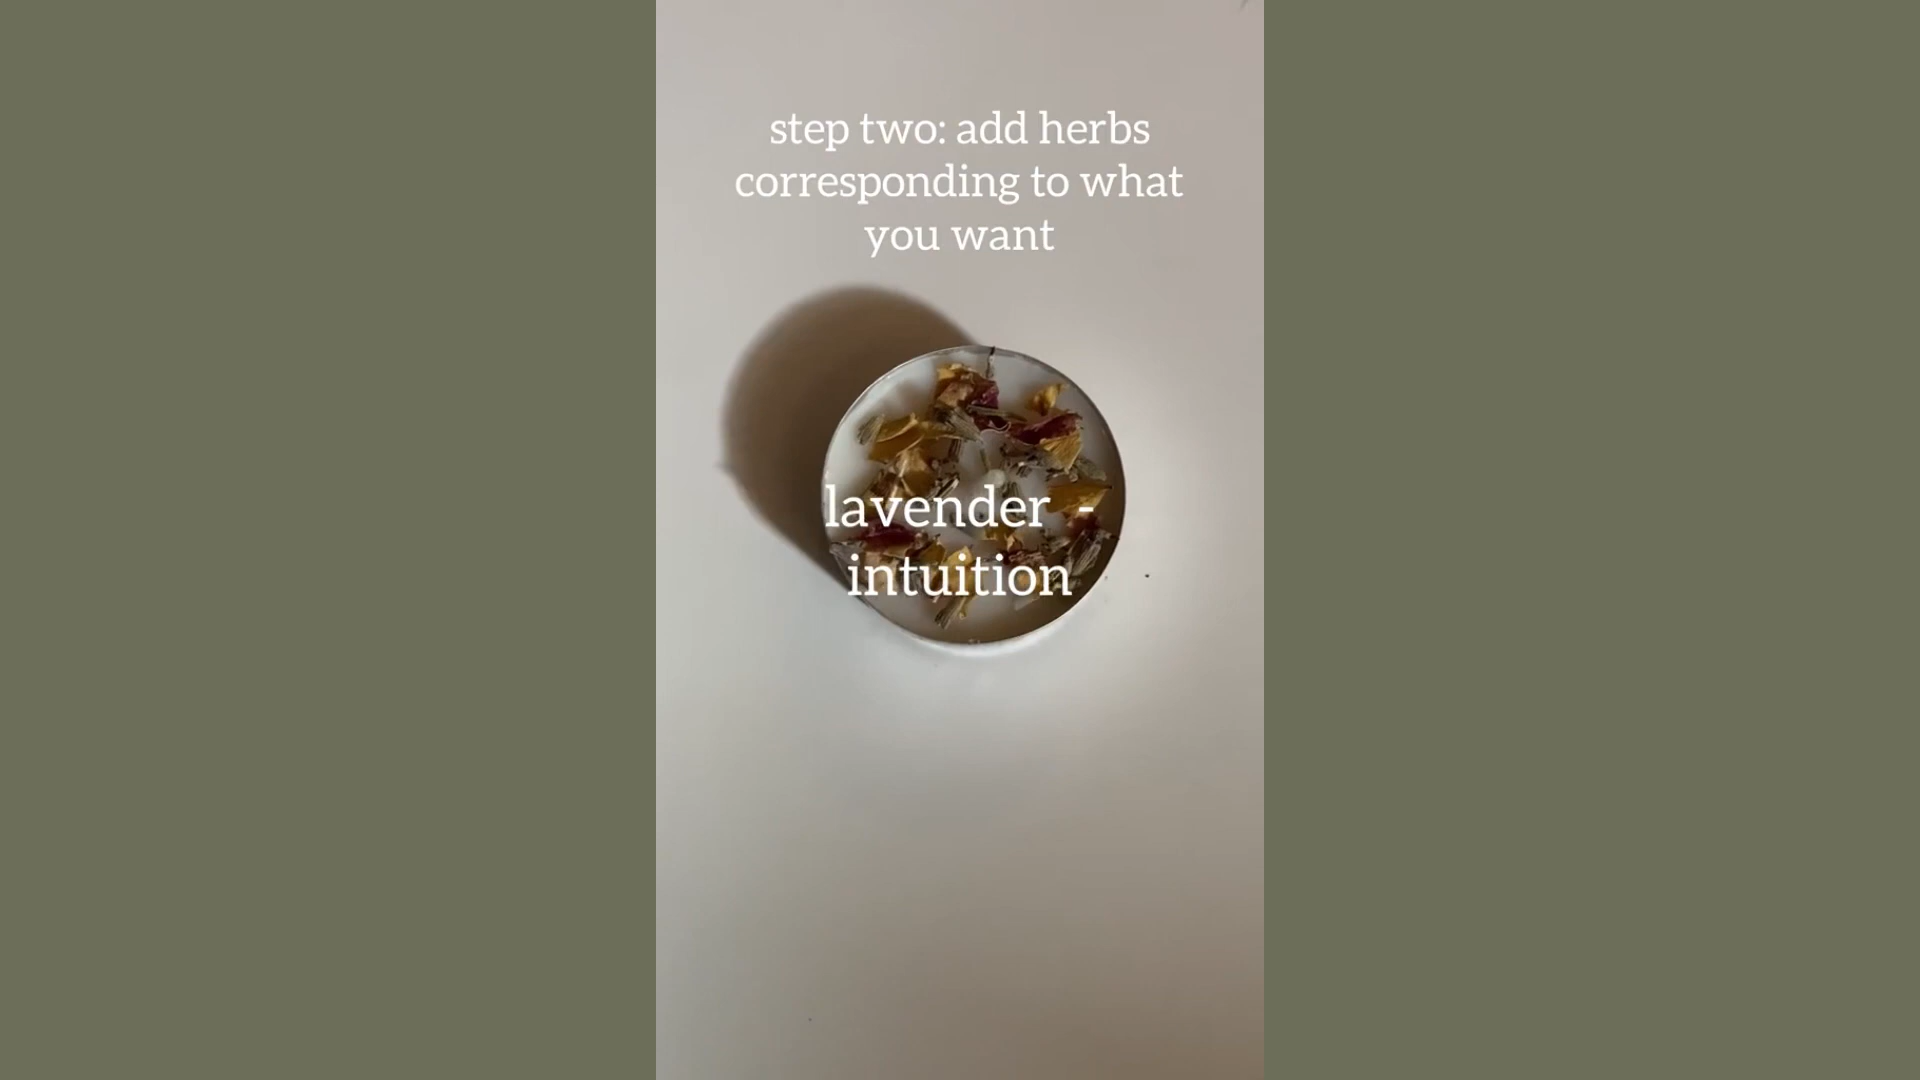 step two: add herbs
corresponding to what
you want
lavender -
intuition